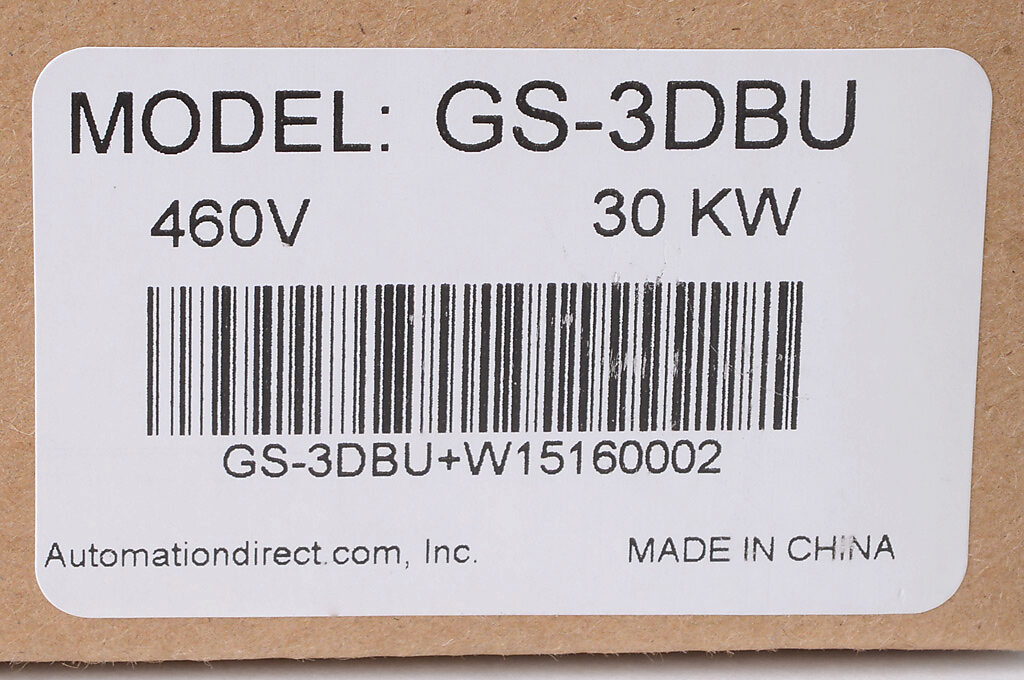 MODEL: GS-3DBU
460V 30 KW
GS-3DBU+W15160002
Automationdirect.com, Inc. MADE IN CHINA